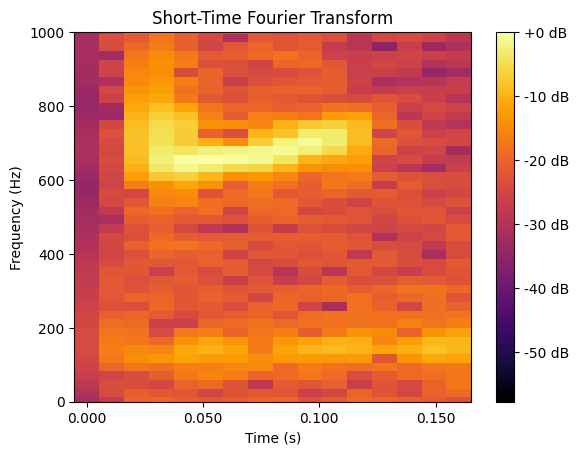 Short-Time Fourier Transform
Frequency (Hz)
1000
800
600
400
200
0
0.000
0.050
0.100
0.150
Time (s)
+0 dB
-10 dB
-20 dB
-30 dB
-40 dB
-50 dB